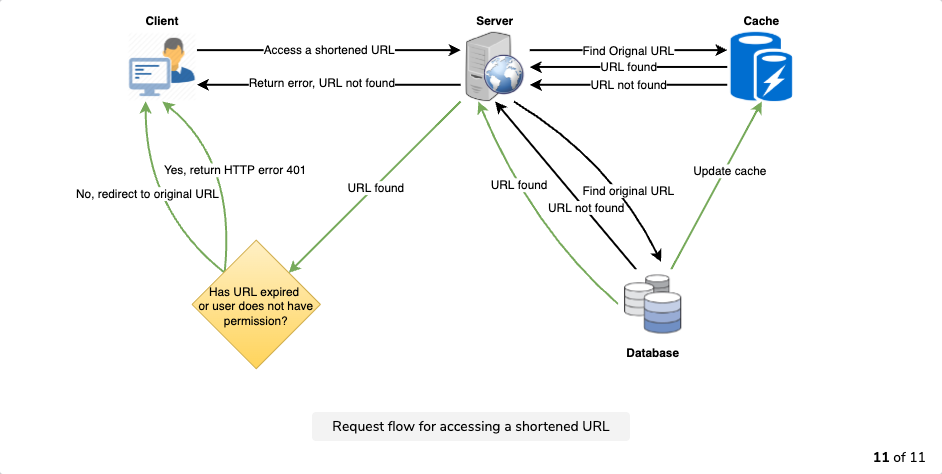 Client
Server
Cache
Access a shortened URL
Find Orignal URL
URL found
Return error, URL not found
URL not found
Yes, return HTTP error 401
No, redirect to original URL
URL found
URL found
Find original URL
URL not found
Update cache
Has URL expired
or user does not have
permission?
Database
Request flow for accessing a shortened URL
11 of 11